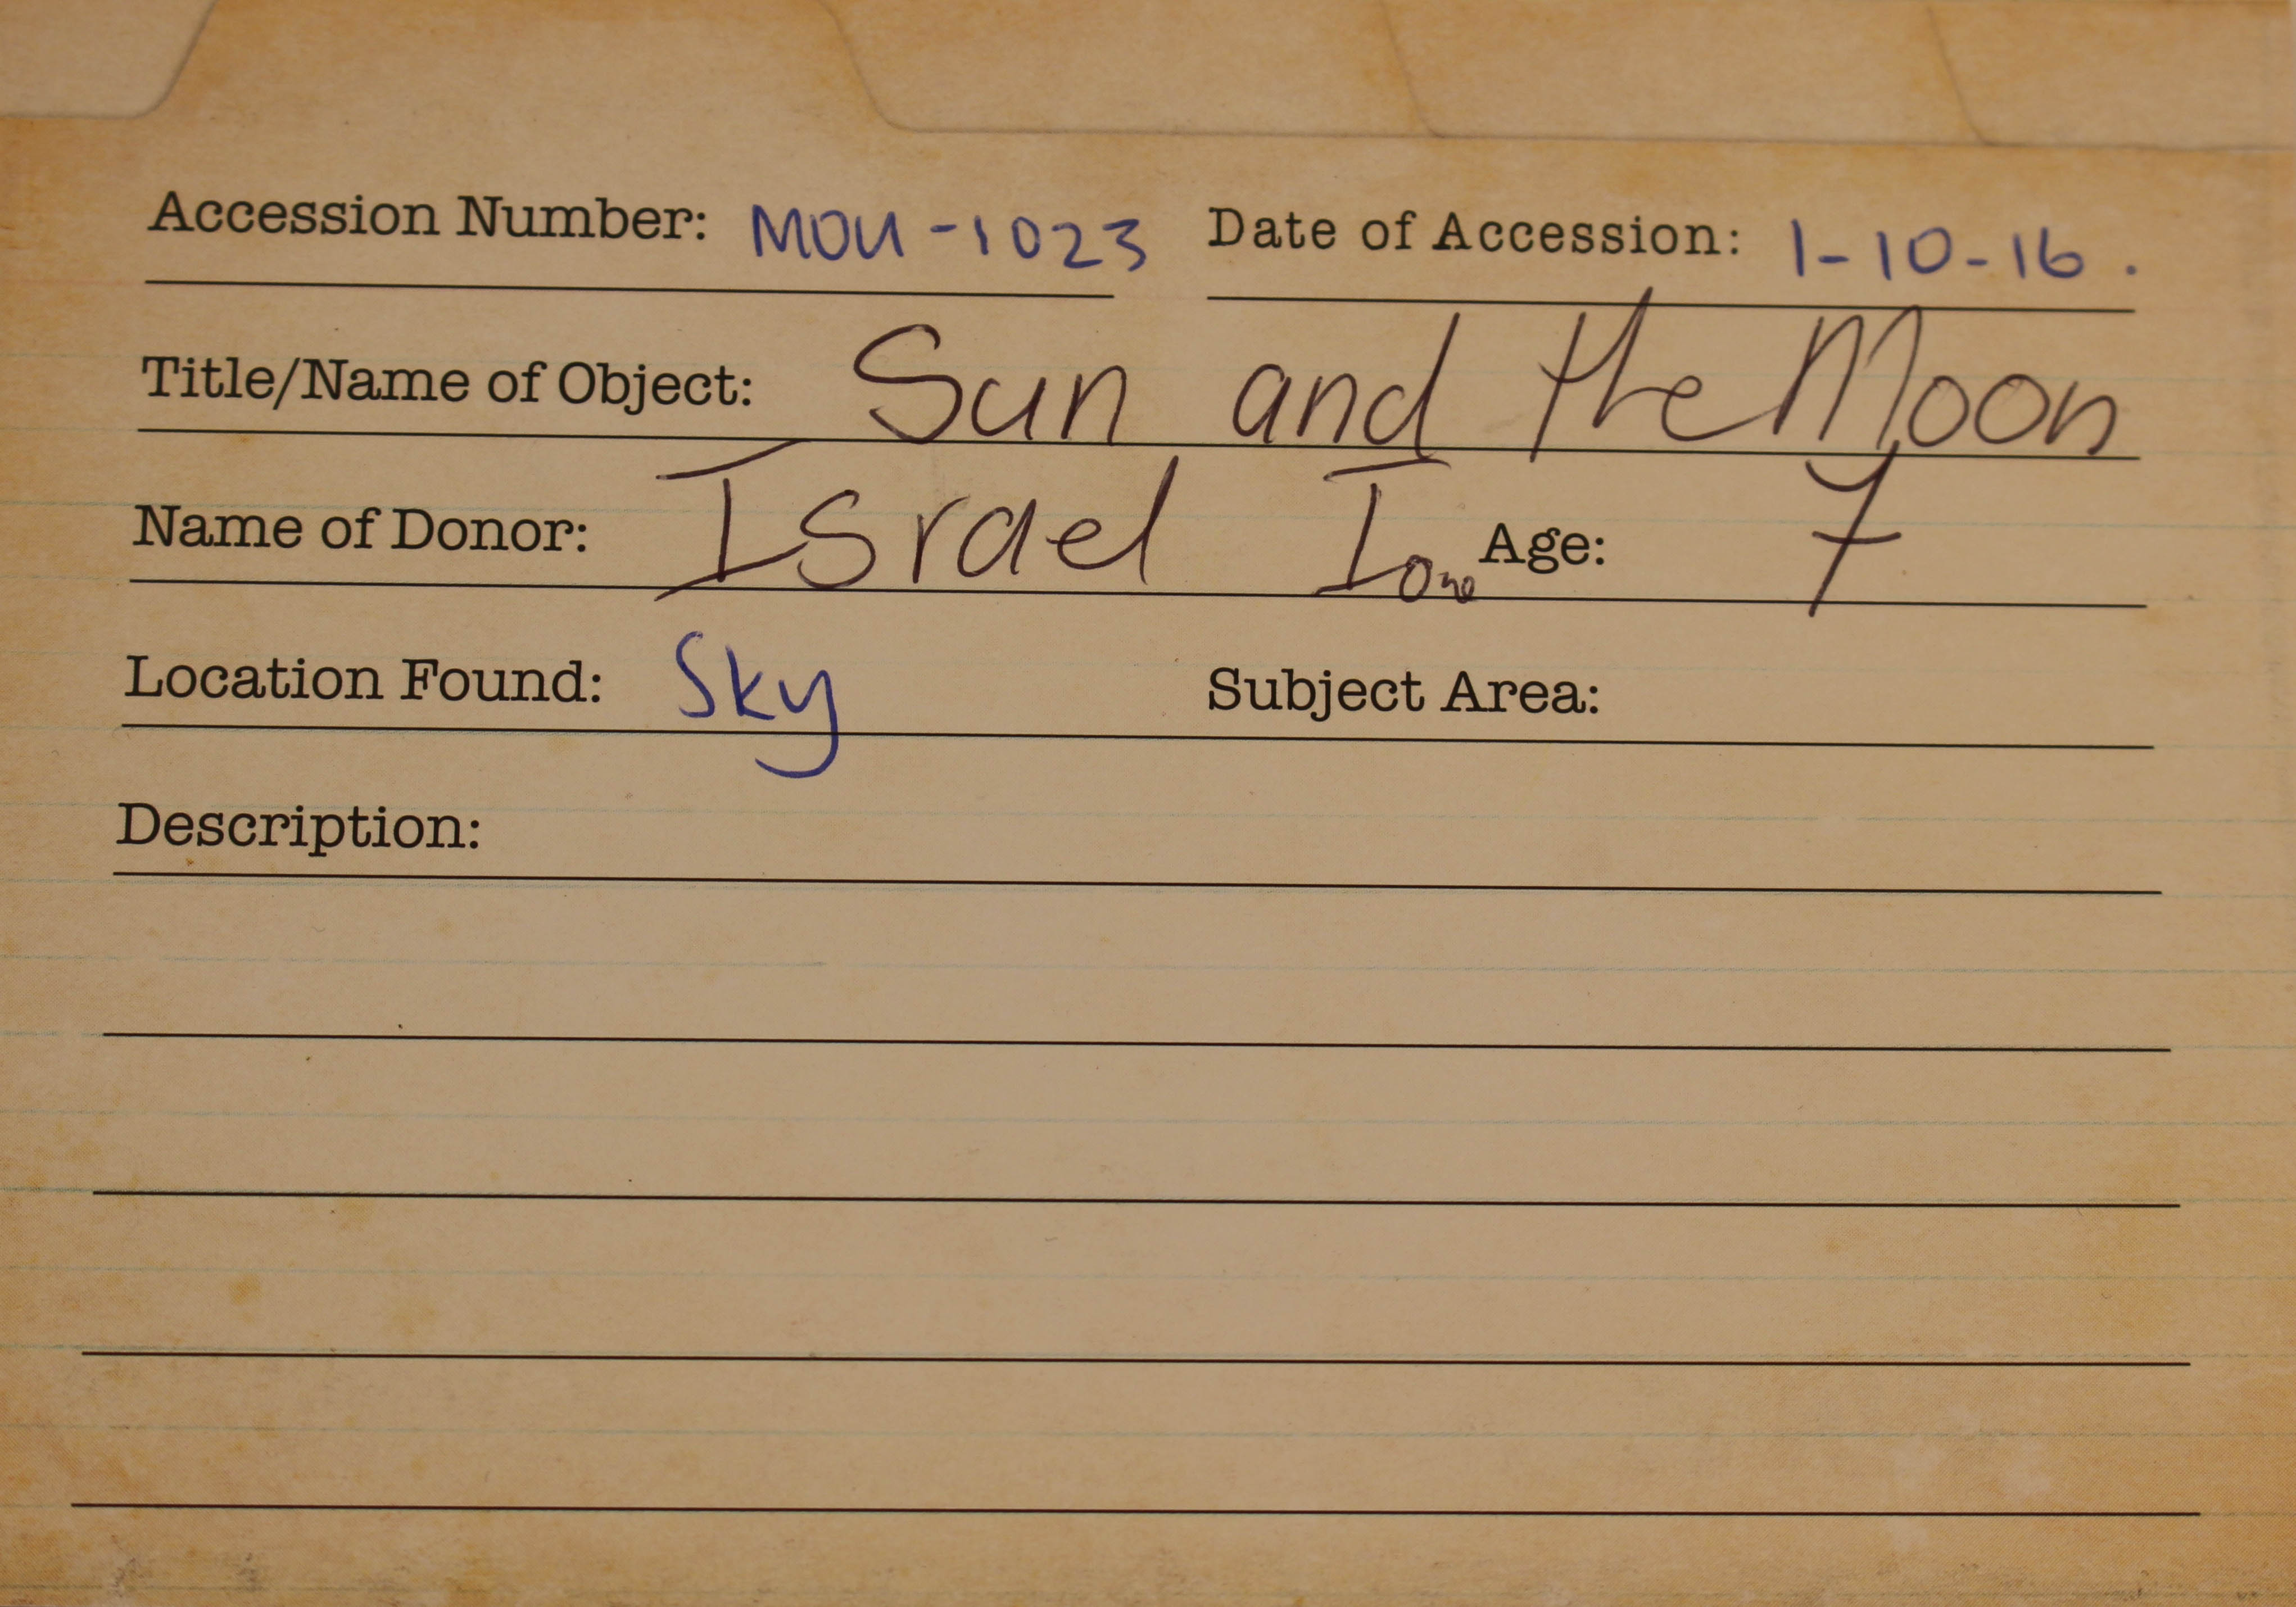 Accession Number: MOU-1023 Date of Accession: 1-10-16.
Title/Name of Object: Sun and the Moon
Name of Donor: Israel Age: 7
Location Found: Sky Subject Area:
Description: